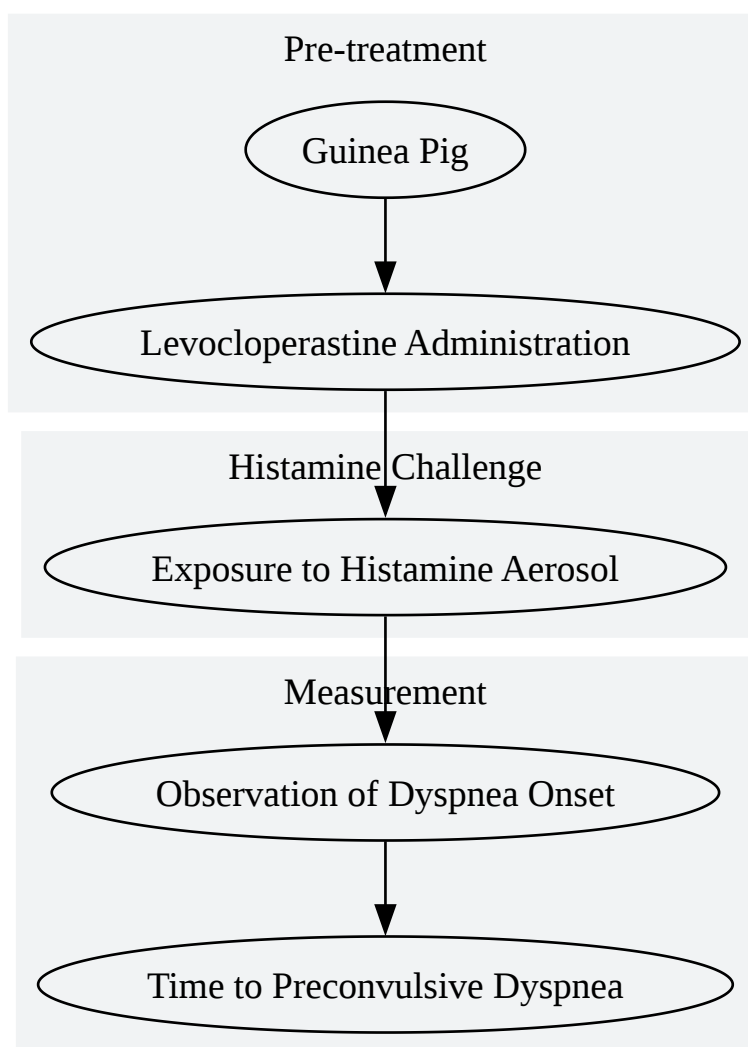 Pre-treatment
Guinea Pig
Levocloperastine Administration
Histamine Challenge
Exposure to Histamine Aerosol
Measurement
Observation of Dyspnea Onset
Time to Preconvulsive Dyspnea